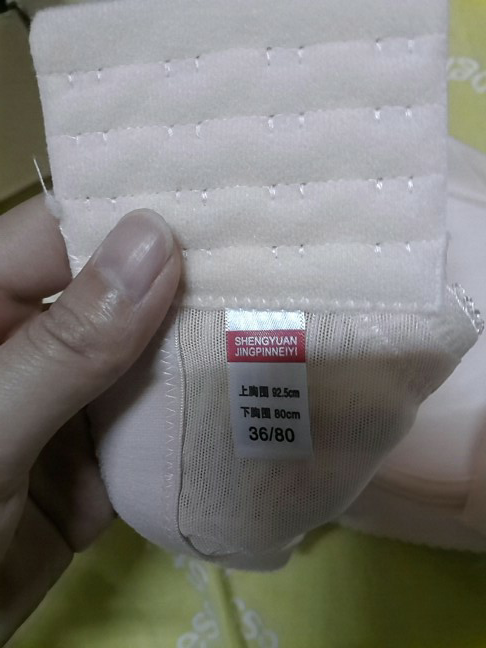 SHENGYUAN
JINGPINNEIYI
上胸围 92.5cm
下胸围 80cm
36/80